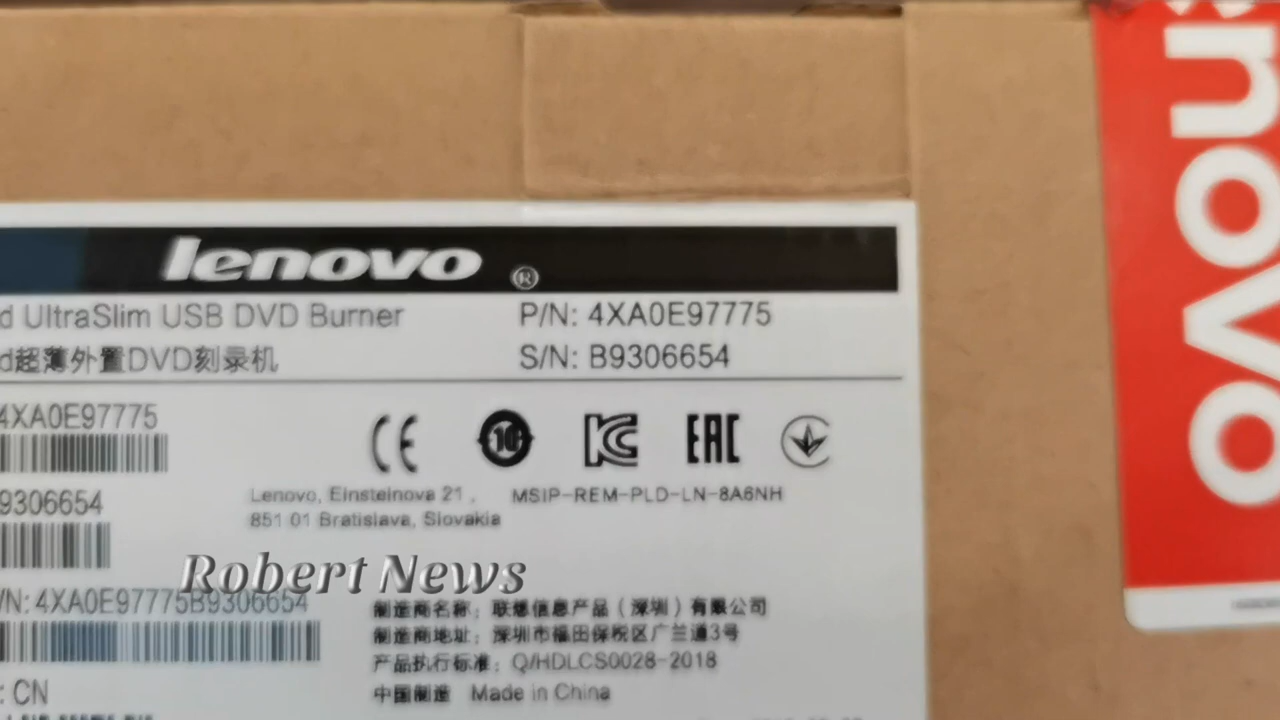 lenovo
lenovo ®
d UltraSlim USB DVD Burner P/N: 4XA0E97775
d超薄外置DVD刻录机 S/N: B9306654
4XA0E97775
CE 10 KC EAC
9306654
Lenovo, Einsteinova 21 , MSIP-REM-PLD-LN-8A6NH
851 01 Bratislava, Slovakia
Robert News
/N: 4XA0E97775B9306654
制造商名称：联想信息产品（深圳）有限公司
制造商地址：深圳市福田保税区广兰道3号
产品执行标准：Q/HDLCS0028-2018
: CN
中国制造 Made in China